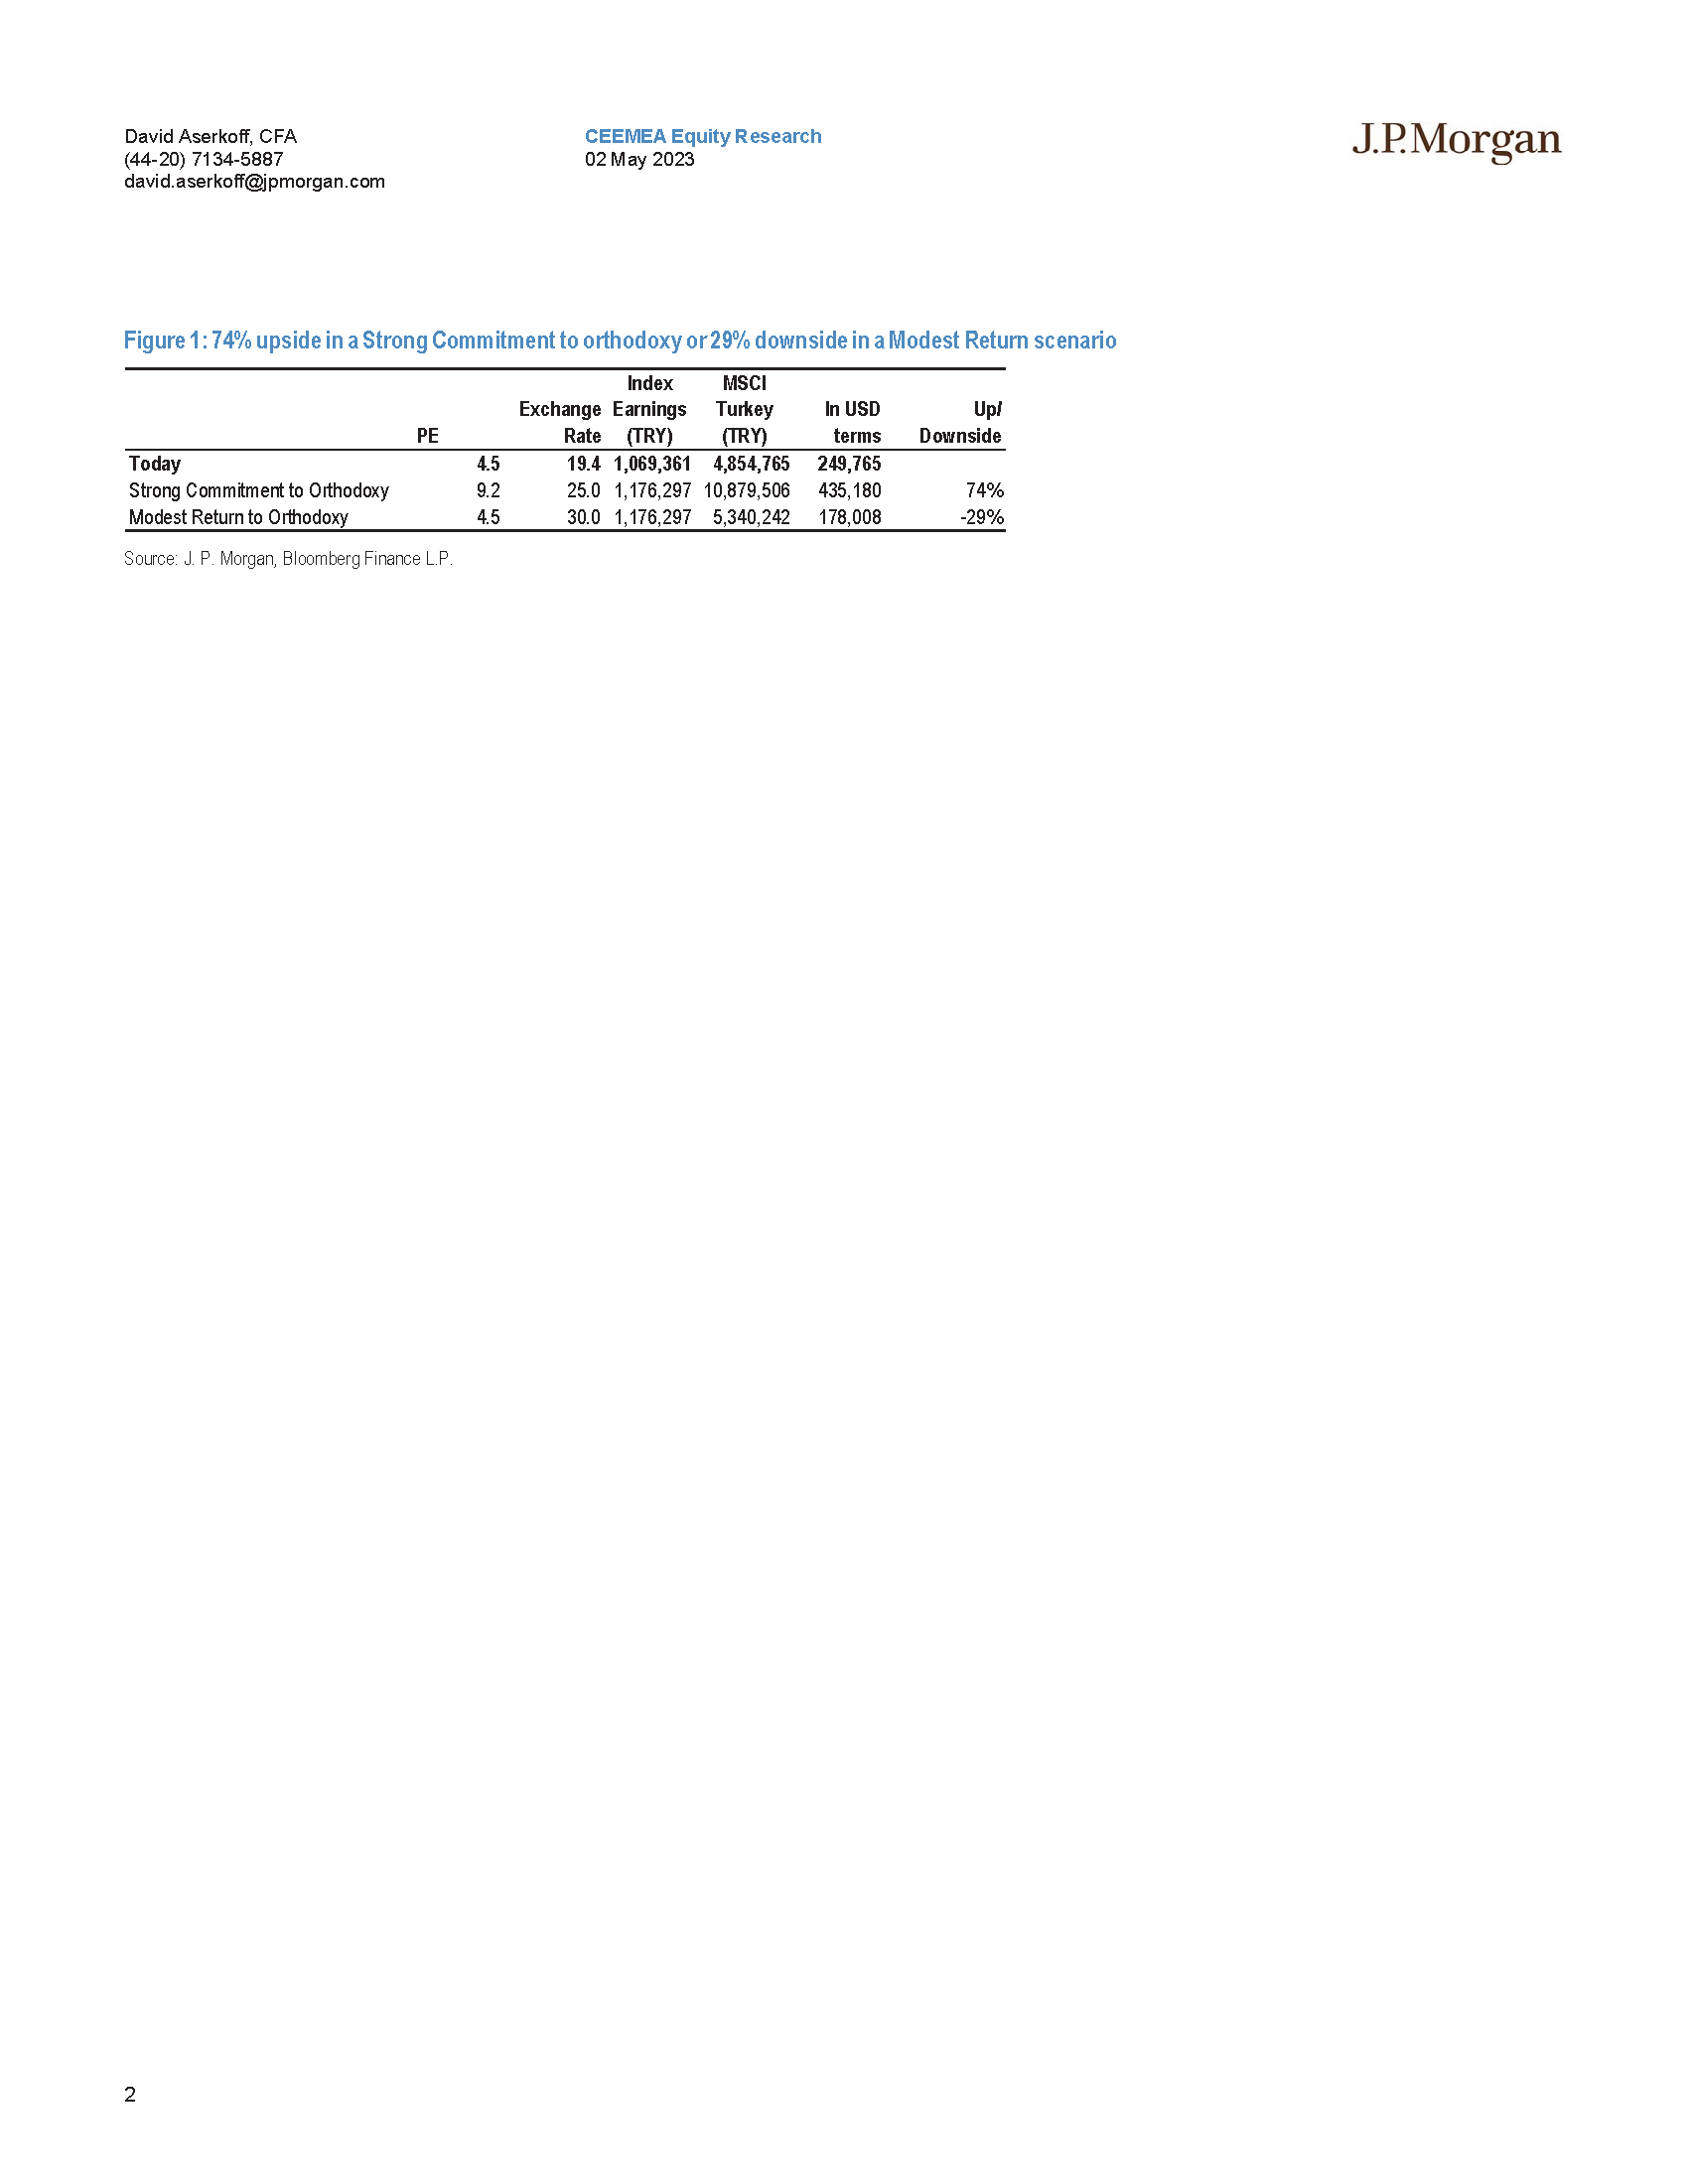 David Aserkoff, CFA
(44-20) 7134-5887
david.aserkoff@jpmorgan.com
CEEMEA Equity Research
02 May 2023
J.P.Morgan
Figure 1: 74% upside in a Strong Commitment to orthodoxy or 29% downside in a Modest Return scenario
Index MSCI
Exchange Earnings Turkey In USD Up/
PE Rate (TRY) (TRY) terms Downside
Today 4.5 19.4 1,069,361 4,854,765 249,765
Strong Commitment to Orthodoxy 9.2 25.0 1,176,297 10,879,506 435,180 74%
Modest Return to Orthodoxy 4.5 30.0 1,176,297 5,340,242 178,008 -29%
Source: J. P. Morgan, Bloomberg Finance L.P.
2